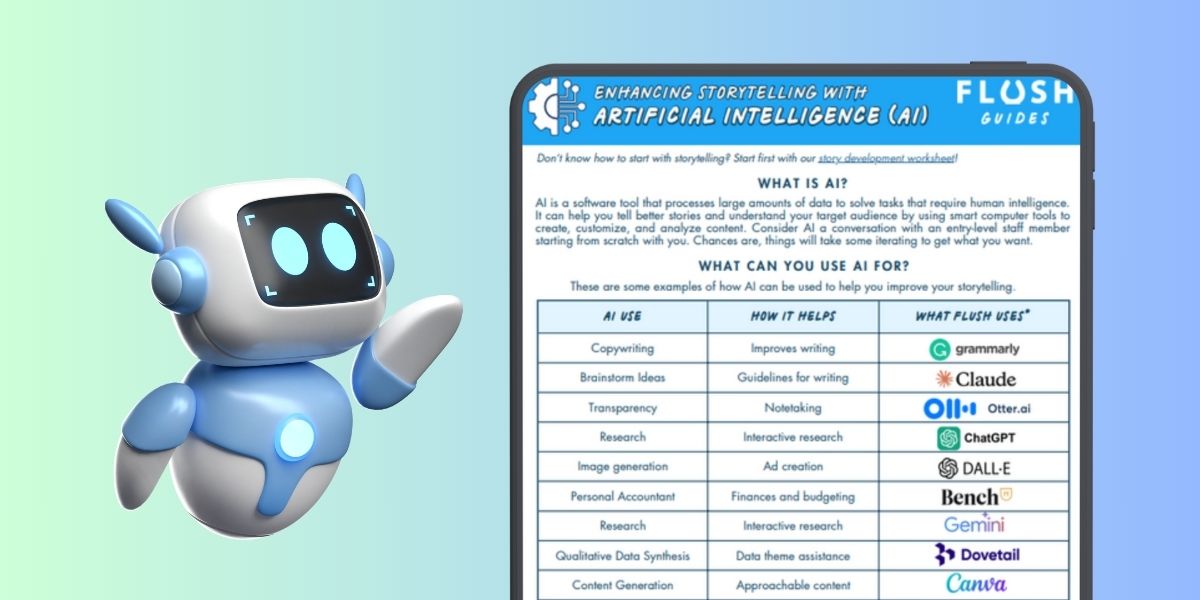 ENHANCING STORYTELLING WITH
ARTIFICIAL INTELLIGENCE (AI)
FLUSH
GUIDES
Don't know how to start with storytelling? Start first with our story development worksheet!
WHAT IS AI?
AI is a software tool that processes large amounts of data to solve tasks that require human intelligence.
It can help you tell better stories and understand your target audience by using smart computer tools to
create, customize, and analyze content. Consider AI a conversation with an entry-level staff member
starting from scratch with you. Chances are, things will take some iterating to get what you want.
WHAT CAN YOU USE AI FOR?
These are some examples of how AI can be used to help you improve your storytelling.
AI USE HOW IT HELPS WHAT FLUSH USES*
Copywriting Improves writing grammarly
Brainstorm Ideas Guidelines for writing Claude
Transparency Notetaking Otter.ai
Research Interactive research ChatGPT
Image generation Ad creation DALL·E
Personal Accountant Finances and budgeting Bench
Research Interactive research Gemini
Qualitative Data Synthesis Data theme assistance Dovetail
Content Generation Approachable content Canva